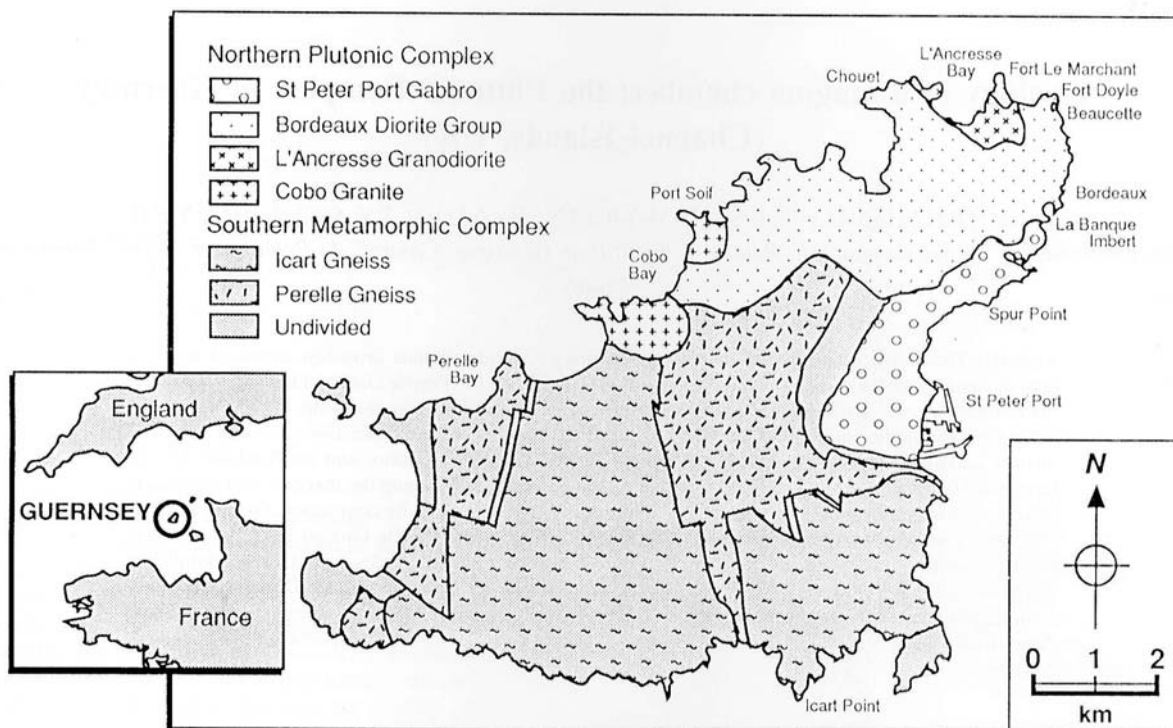 Northern Plutonic Complex
St Peter Port Gabbro
Bordeaux Diorite Group
L'Ancresse Granodiorite
Cobo Granite
Southern Metamorphic Complex
Icart Gneiss
Perelle Gneiss
Undivided
L'Ancresse
Bay
Chouet
Fort Le Marchant
Fort Doyle
Beaucette
Port Soif
Bordeaux
La Banque
Imbert
Cobo
Bay
Spur Point
Perelle
Bay
St Peter Port
Icart Point
England
GUERNSEY
France
N
0 1 2
km